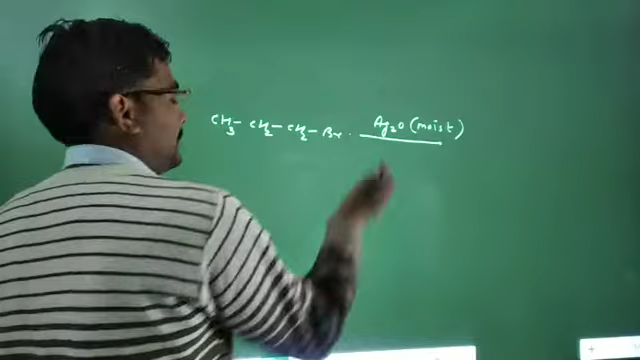 CH₃- CH₂- CH₂- Br. Ag₂O (moist)